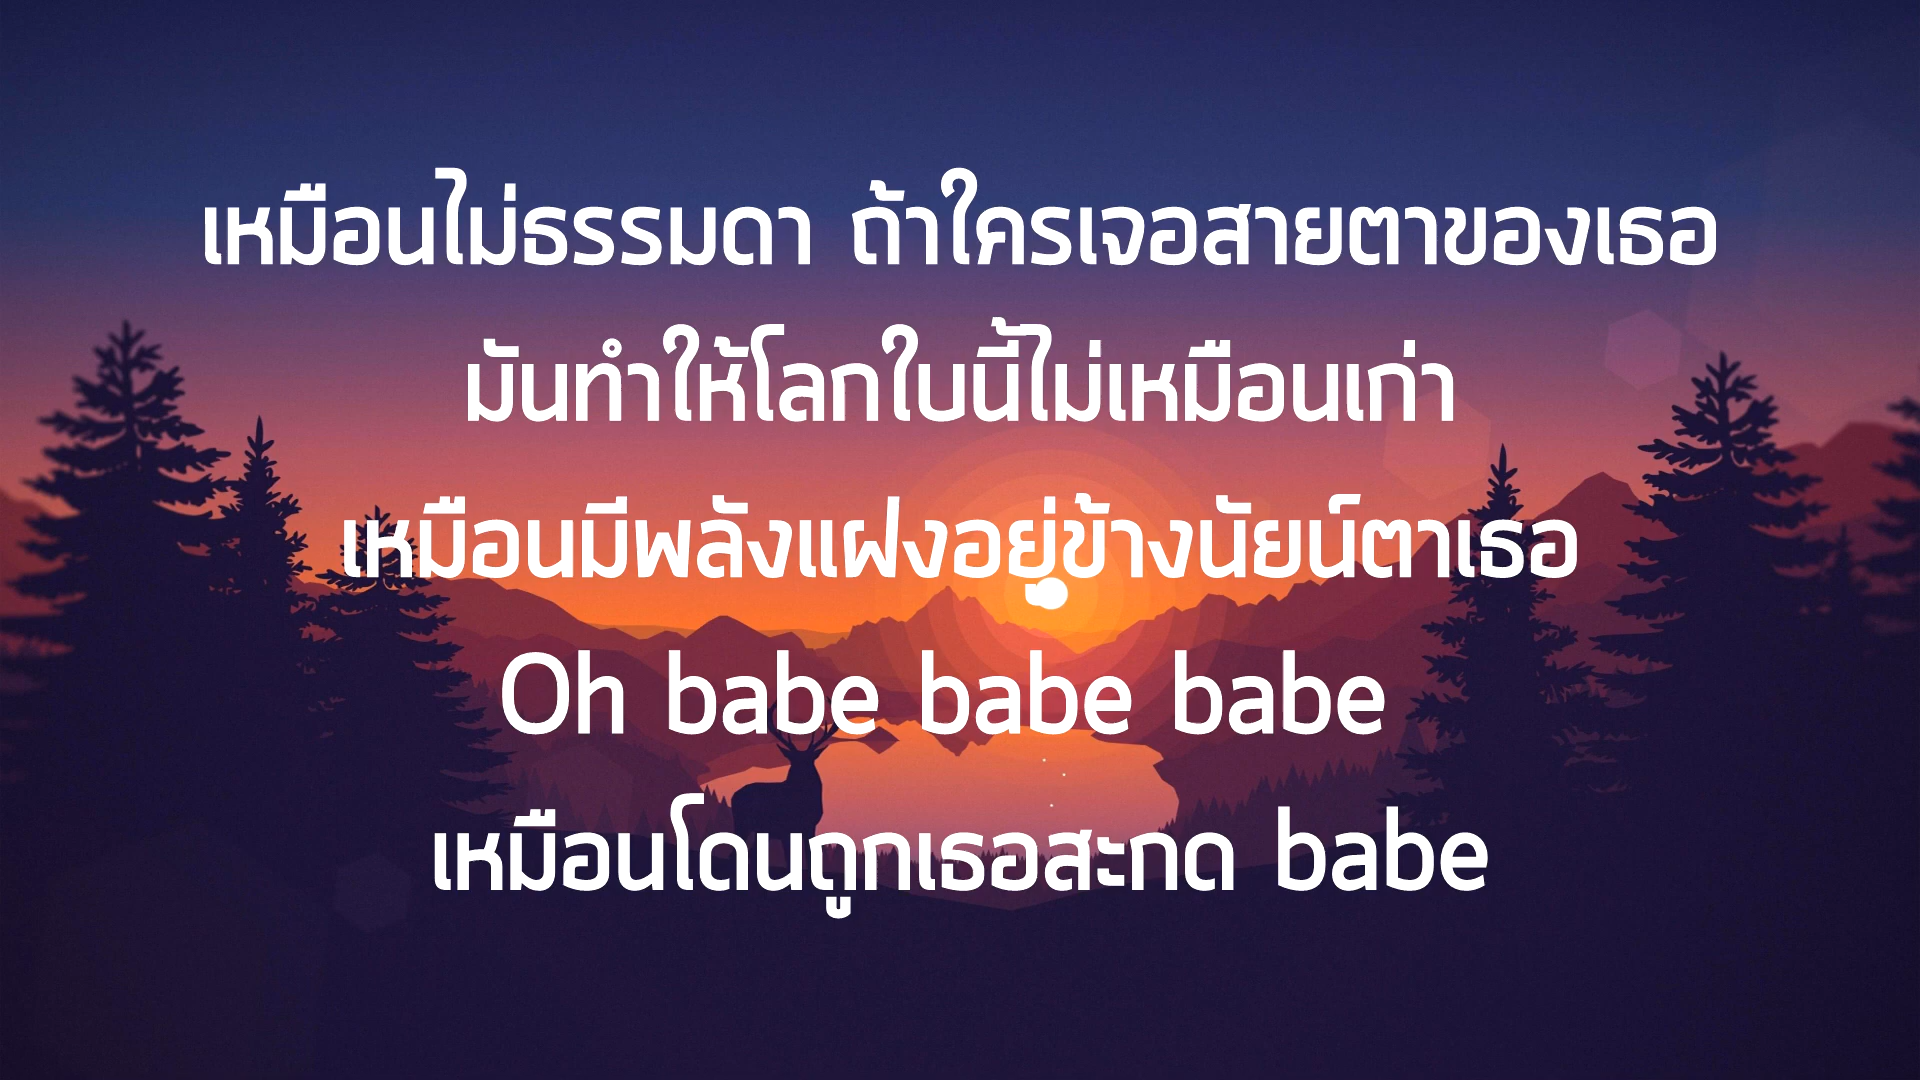 เหมือนไม่ธรรมดา ถ้าใครเจอสายตาของเธอ
มันทำให้โลกใบนี้ไม่เหมือนเก่า
เหมือนมีพลังแฝงอยู่ข้างนัยน์ตาเธอ
Oh babe babe babe
เหมือนโดนถูกเธอสะกด babe